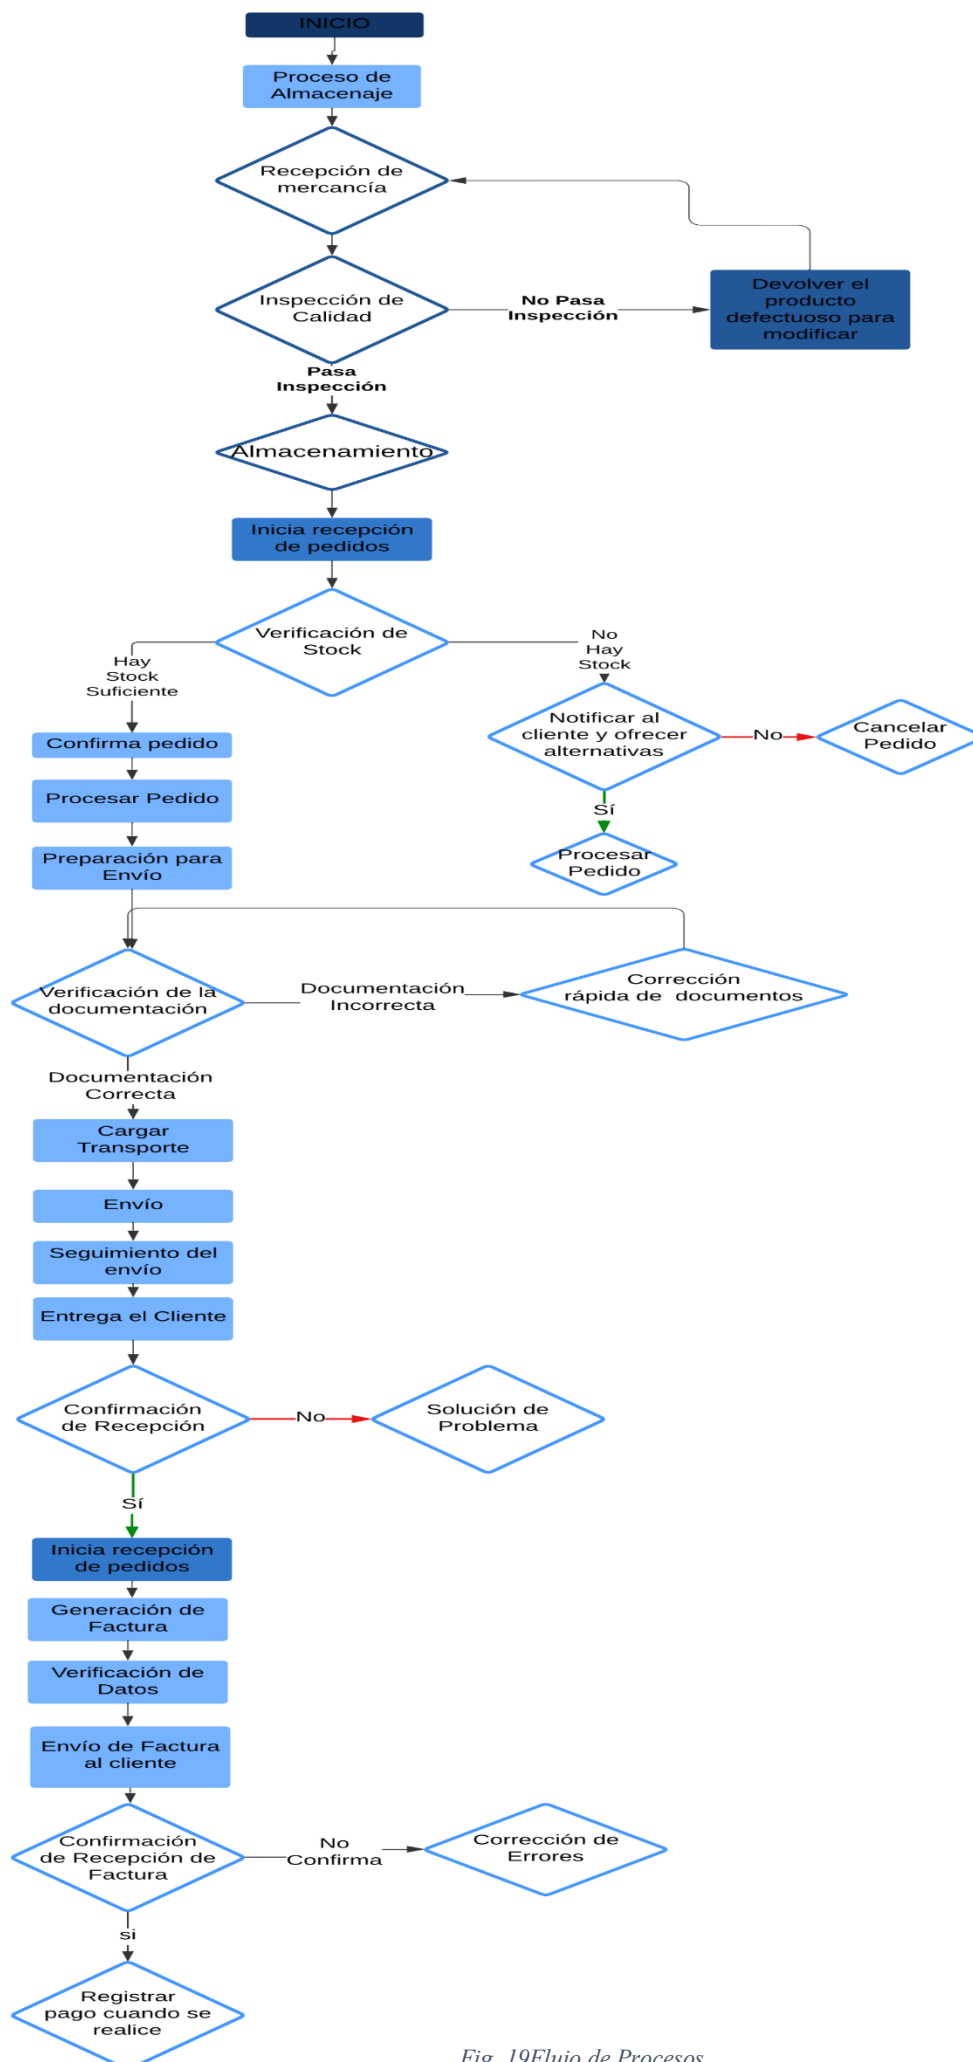 INICIO
Proceso de
Almacenaje
Recepción de
mercancía
Inspección de
Calidad
No Pasa
Inspección
Devolver el
producto
defectuoso para
modificar
Pasa
Inspección
Almacenamiento
Inicia recepción
de pedidos
Verificación de
Stock
Hay
Stock
Suficiente
No
Hay
Stock
Confirma pedido
Notificar al
cliente y ofrecer
alternativas
No
Cancelar
Pedido
Procesar Pedido
Sí
Procesar
Pedido
Preparación para
Envío
Verificación de la
documentación
Documentación
Incorrecta
Corrección
rápida de  documentos
Documentación
Correcta
Cargar
Transporte
Envío
Seguimiento del
envío
Entrega el Cliente
Confirmación
de Recepción
No
Solución de
Problema
Sí
Inicia recepción
de pedidos
Generación de
Factura
Verificación de
Datos
Envío de Factura
al cliente
Confirmación
de Recepción de
Factura
No
Confirma
Corrección de
Errores
si
Registrar
pago cuando se
realice
Fig. 19Flujo de Procesos